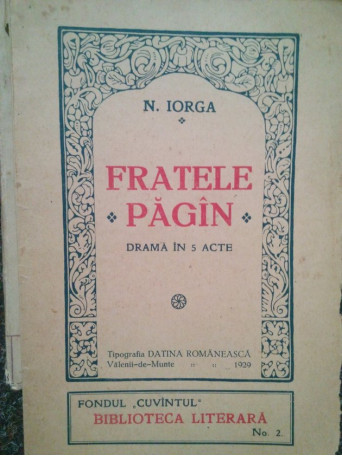 N. IORGA
FRATELE
PĂGÎN
DRAMĂ ÎN 5 ACTE
Tipografia DATINA ROMÂNEASCĂ
Vălenii-de-Munte „ „ 1929
FONDUL „CUVÎNTUL"
BIBLIOTECA LITERARĂ
No. 2.